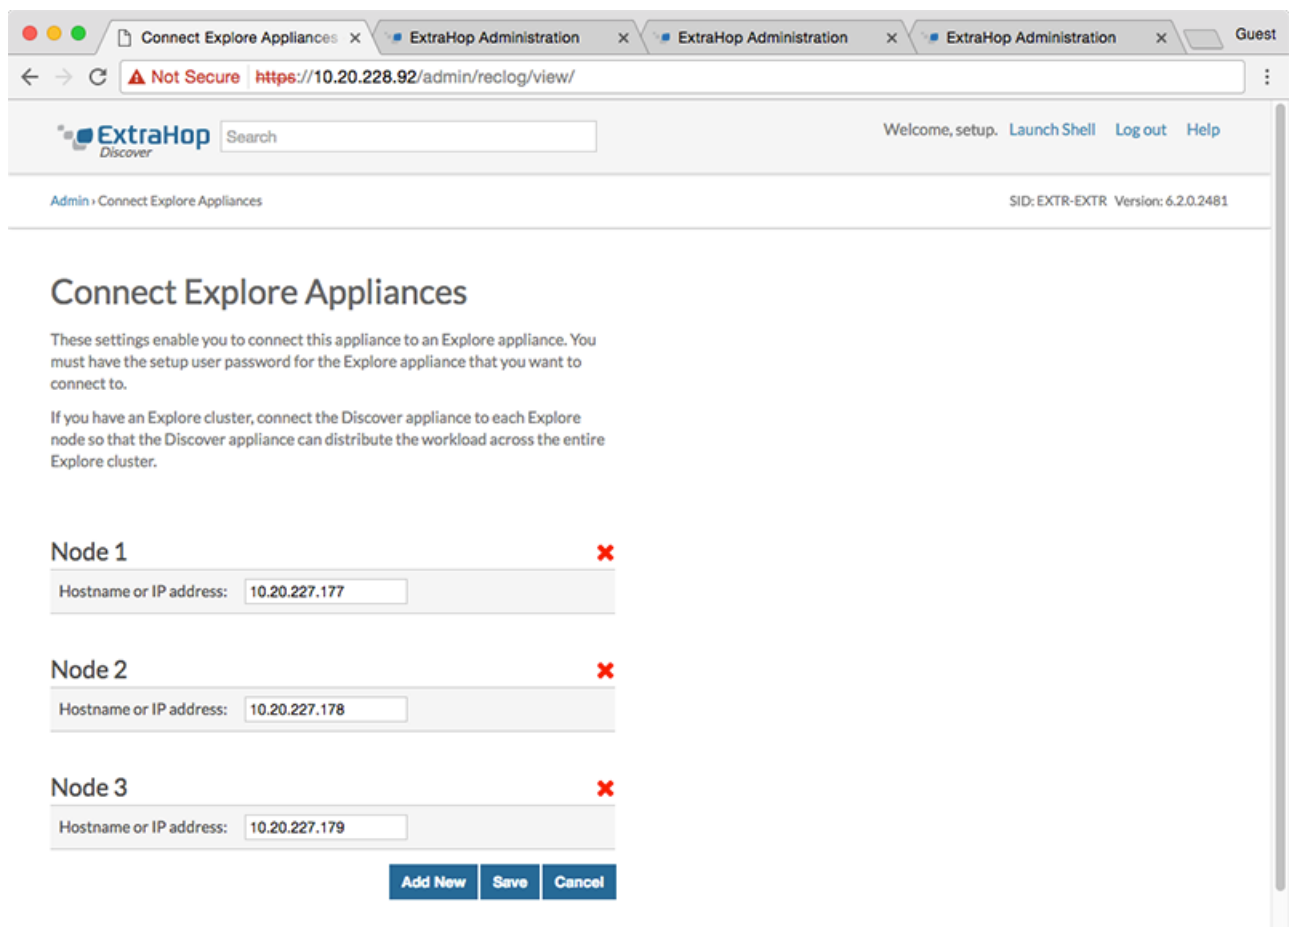 Connect Explore Appliances × ExtraHop Administration × ExtraHop Administration × ExtraHop Administration × Guest
Not Secure https://10.20.228.92/admin/reclog/view/
ExtraHop Search Welcome, setup. Launch Shell Log out Help
Discover
Admin › Connect Explore Appliances SID: EXTR-EXTR Version: 6.2.0.2481
Connect Explore Appliances
These settings enable you to connect this appliance to an Explore appliance. You
must have the setup user password for the Explore appliance that you want to
connect to.
If you have an Explore cluster, connect the Discover appliance to each Explore
node so that the Discover appliance can distribute the workload across the entire
Explore cluster.
Node 1
Hostname or IP address: 10.20.227.177
Node 2
Hostname or IP address: 10.20.227.178
Node 3
Hostname or IP address: 10.20.227.179
Add New Save Cancel